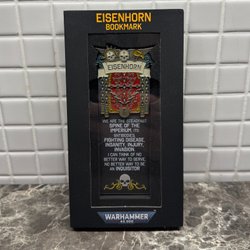 EISENHORN
BOOKMARK
EISENHORN
WE ARE THE STEADFAST
SPINE OF THE
IMPERIUM, ITS
ANTIBODIES,
FIGHTING DISEASE,
INSANITY, INJURY,
INVASION.
I CAN THINK OF NO
BETTER WAY TO SERVE,
NO BETTER WAY TO BE
AN INQUISITOR
WARHAMMER
40,000